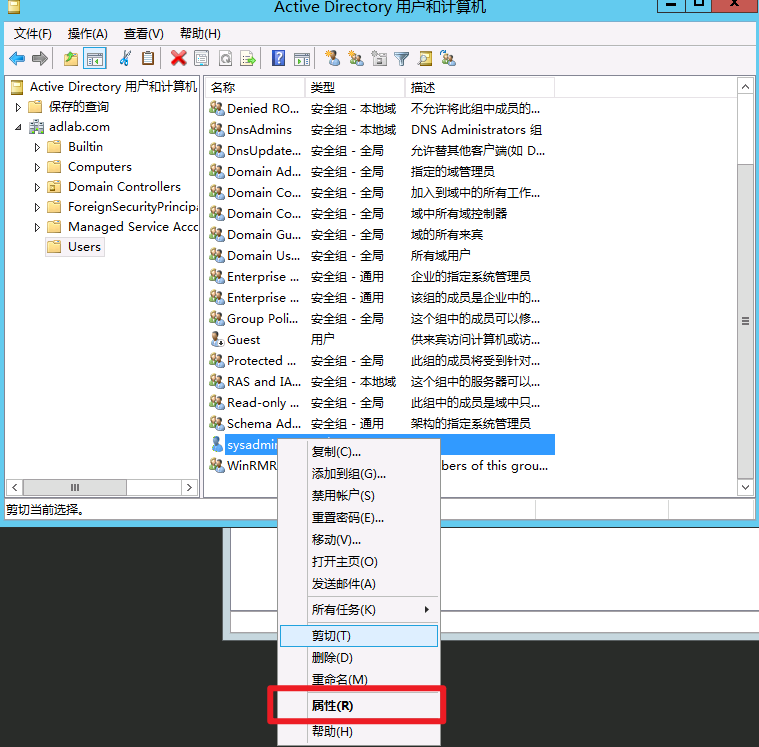 Active Directory 用户和计算机
文件(F) 操作(A) 查看(V) 帮助(H)
Active Directory 用户和计算机
保存的查询
adlab.com
Builtin
Computers
Domain Controllers
ForeignSecurityPrincipa
Managed Service Acc
Users
名称 类型 描述
Denied RO... 安全组 - 本地域 不允许将此组中成员的...
DnsAdmins 安全组 - 本地域 DNS Administrators 组
DnsUpdate... 安全组 - 全局 允许替其他客户端(如 D...
Domain Ad... 安全组 - 全局 指定的域管理员
Domain Co... 安全组 - 全局 加入到域中的所有工作...
Domain Co... 安全组 - 全局 域中所有域控制器
Domain Gu... 安全组 - 全局 域的所有来宾
Domain Us... 安全组 - 全局 所有域用户
Enterprise ... 安全组 - 通用 企业的指定系统管理员
Enterprise ... 安全组 - 通用 该组的成员是企业中的...
Group Poli... 安全组 - 全局 这个组中的成员可以修...
Guest 用户 供来宾访问计算机或访...
Protected ... 安全组 - 全局 此组的成员将受到针对...
RAS and IA... 安全组 - 本地域 这个组中的服务器可以...
Read-only ... 安全组 - 全局 此组中的成员是域中只...
Schema Ad... 安全组 - 通用 架构的指定系统管理员
sysadmin
WinRMR bers of this grou...
复制(C)...
添加到组(G)...
禁用帐户(S)
重置密码(E)...
移动(V)...
打开主页(O)
发送邮件(A)
所有任务(K)
剪切(T)
删除(D)
重命名(M)
属性(R)
帮助(H)
剪切当前选择。